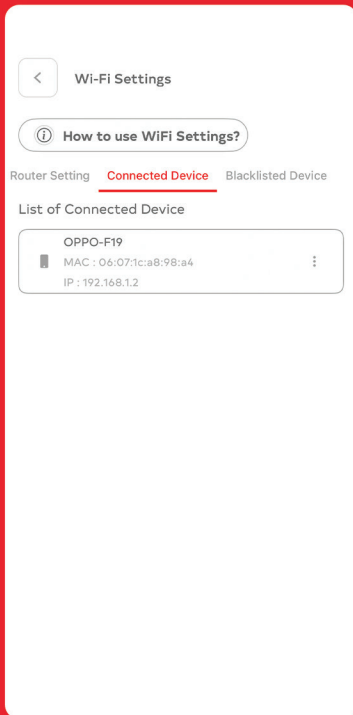 Wi-Fi Settings
How to use WiFi Settings?
Router Setting Connected Device Blacklisted Device
List of Connected Device
OPPO-F19
MAC : 06:07:1c:a8:98:a4
IP : 192.168.1.2